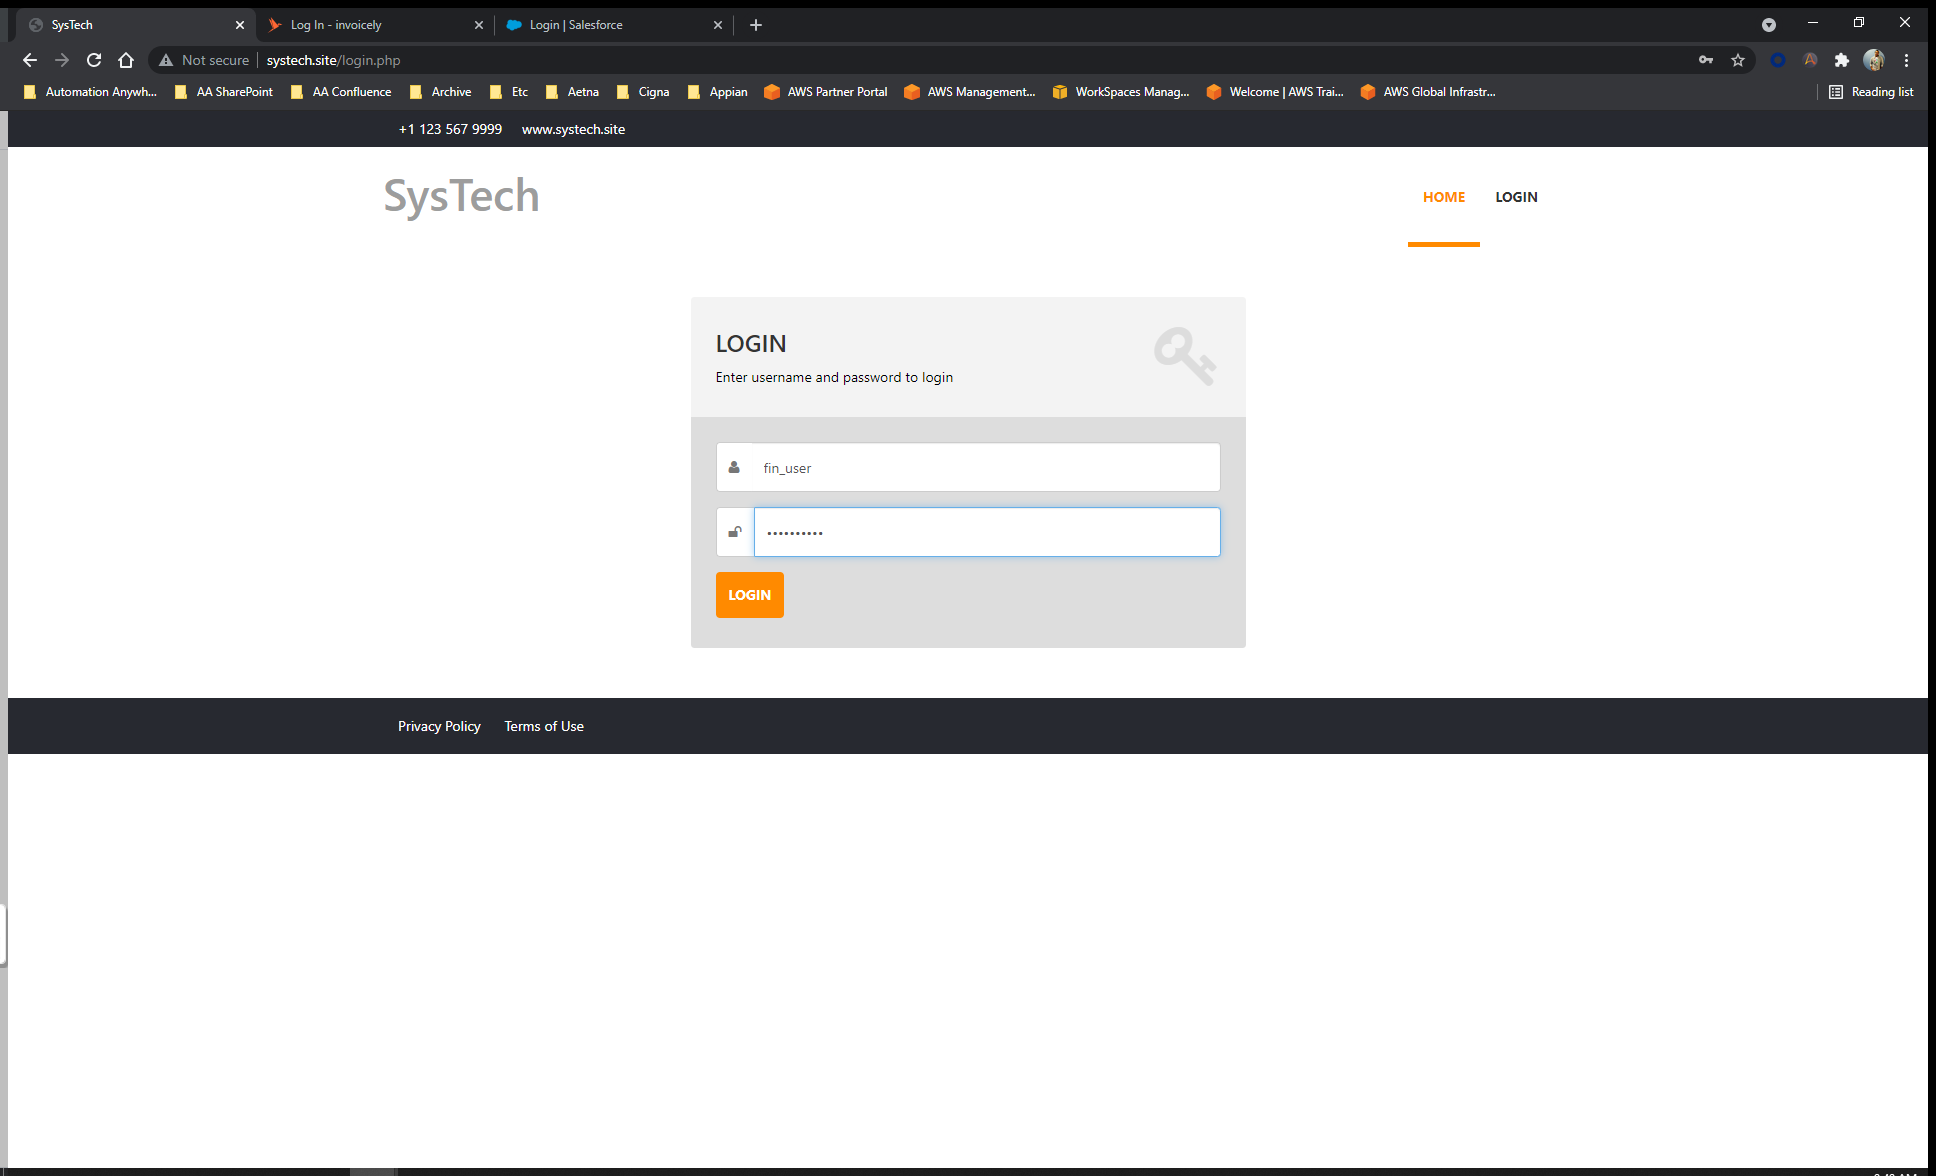 SysTech
Log In - invoicely
Login | Salesforce
Not secure
systech.site/login.php
Automation Anywh...
AA SharePoint
AA Confluence
Archive
Etc
Aetna
Cigna
Appian
AWS Partner Portal
AWS Management...
WorkSpaces Manag...
Welcome | AWS Trai...
AWS Global Infrastr...
Reading list
+1 123 567 9999
www.systech.site
SysTech
HOME
LOGIN
LOGIN
Enter username and password to login
fin_user
LOGIN
Privacy Policy
Terms of Use